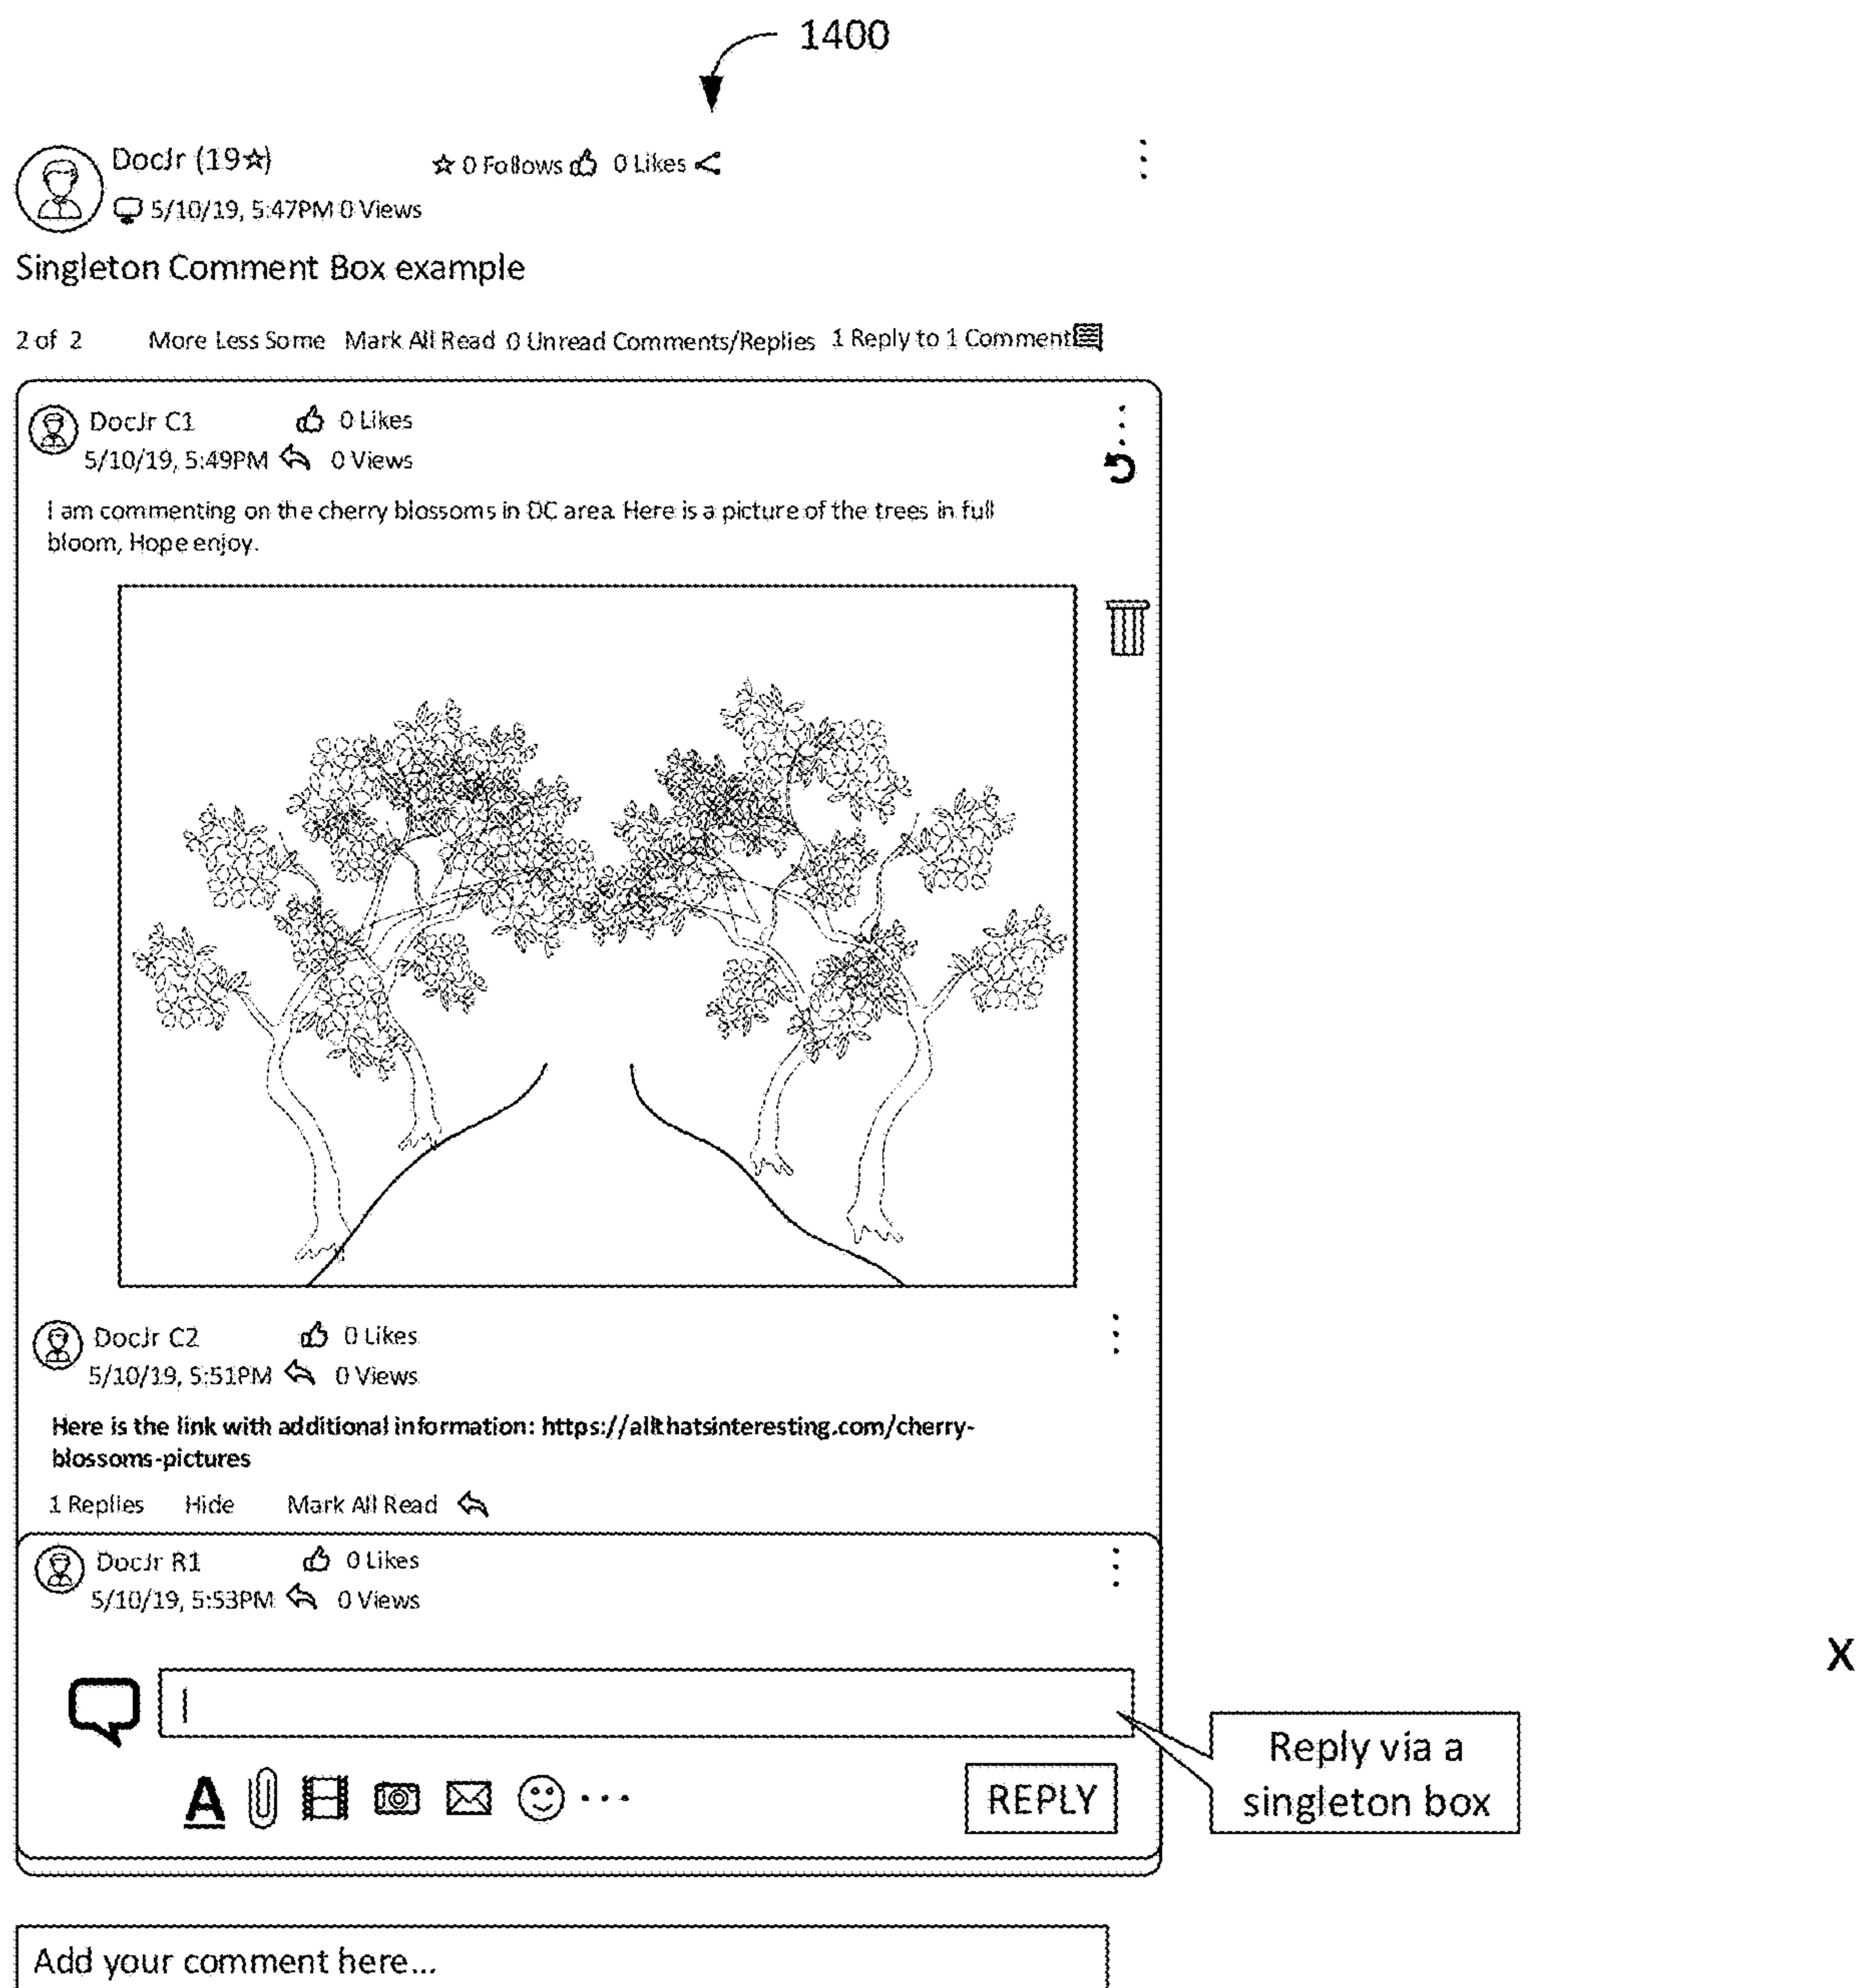 1400
DocJr (19☆) ☆ 0 Follows 0 Likes
5/10/19, 5:47PM 0 Views
Singleton Comment Box example
2 of 2 More Less Some Mark All Read 0 Unread Comments/Replies 1 Reply to 1 Comment
DocJr C1 0 Likes
5/10/19, 5:49PM 0 Views
I am commenting on the cherry blossoms in DC area. Here is a picture of the trees in full
bloom, Hope enjoy.
DocJr C2 0 Likes
5/10/19, 5:51PM 0 Views
Here is the link with additional information: https://allthatsinteresting.com/cherry-
blossoms-pictures
1 Replies Hide Mark All Read
DocJr R1 0 Likes
5/10/19, 5:53PM 0 Views
X
Reply via a
singleton box
A REPLY
Add your comment here...